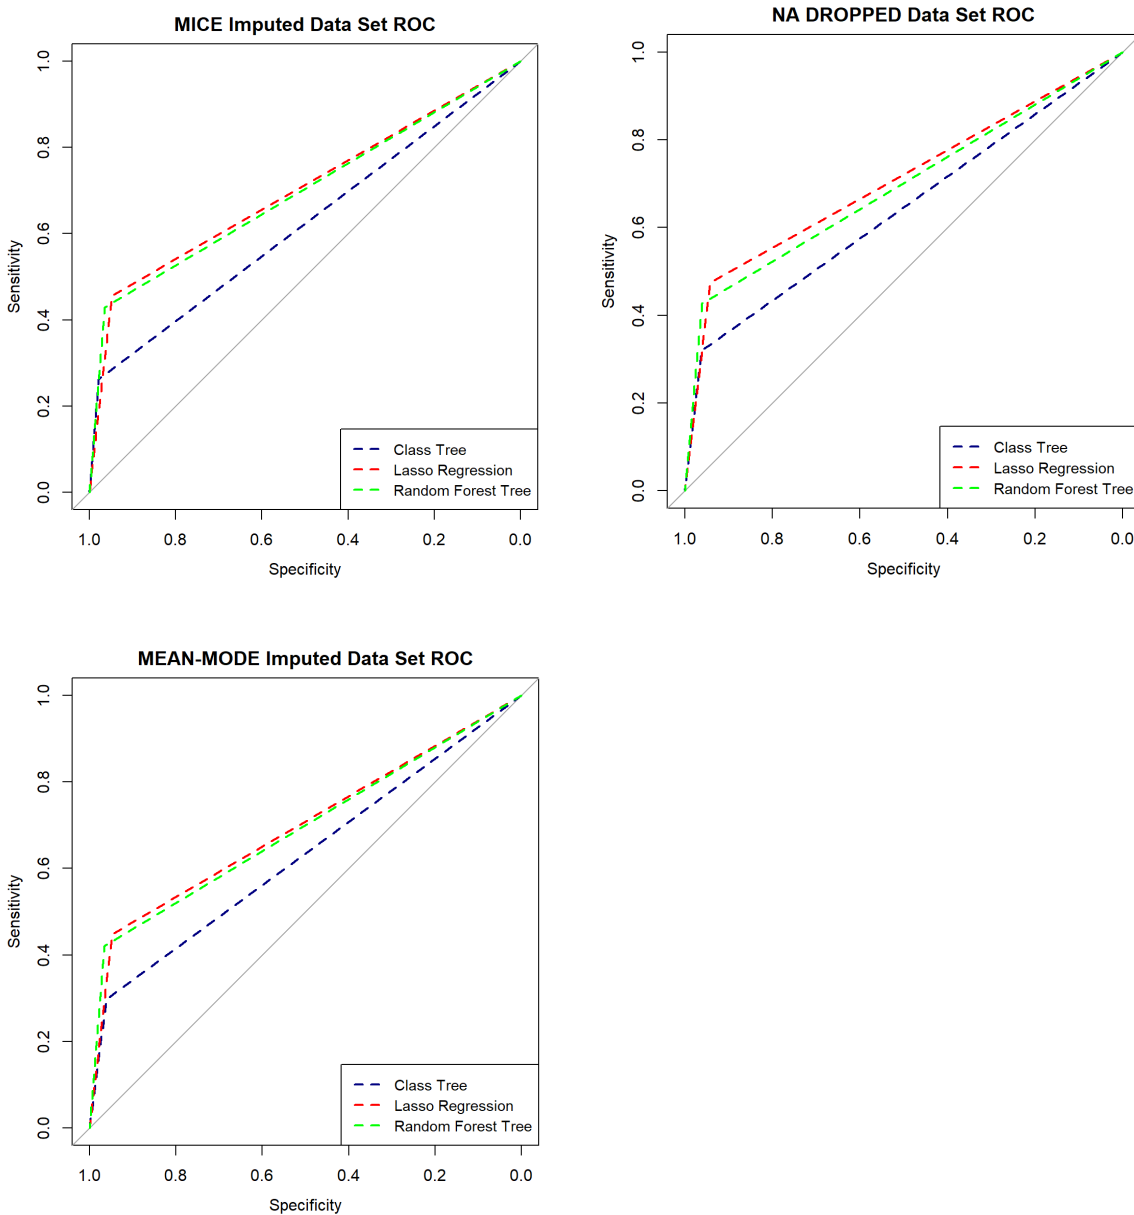 MICE Imputed Data Set ROC
Sensitivity
1.0
0.8
0.6
0.4
0.2
0.0
Class Tree
Lasso Regression
Random Forest Tree
1.0 0.8 0.6 0.4 0.2 0.0
Specificity
NA DROPPED Data Set ROC
Sensitivity
1.0
0.8
0.6
0.4
0.2
0.0
Class Tree
Lasso Regression
Random Forest Tree
1.0 0.8 0.6 0.4 0.2 0.0
Specificity
MEAN-MODE Imputed Data Set ROC
Sensitivity
1.0
0.8
0.6
0.4
0.2
0.0
Class Tree
Lasso Regression
Random Forest Tree
1.0 0.8 0.6 0.4 0.2 0.0
Specificity